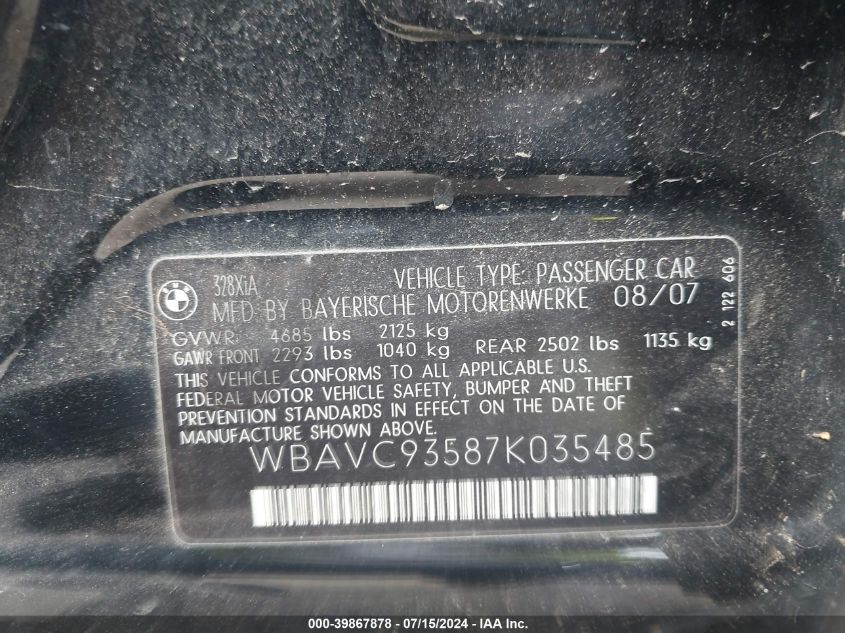 328XiA VEHICLE TYPE: PASSENGER CAR
MFD BY BAYERISCHE MOTORENWERKE 08/07
GVWR: 4685 lbs 2125 kg
GAWR FRONT 2293 lbs 1040 kg REAR 2502 lbs 1135 kg
THIS VEHICLE CONFORMS TO ALL APPLICABLE U.S.
FEDERAL MOTOR VEHICLE SAFETY, BUMPER AND THEFT
PREVENTION STANDARDS IN EFFECT ON THE DATE OF
MANUFACTURE SHOWN ABOVE.
WBAVC93587K035485
2 122 606
000-39867878 - 07/15/2024 - IAA Inc.